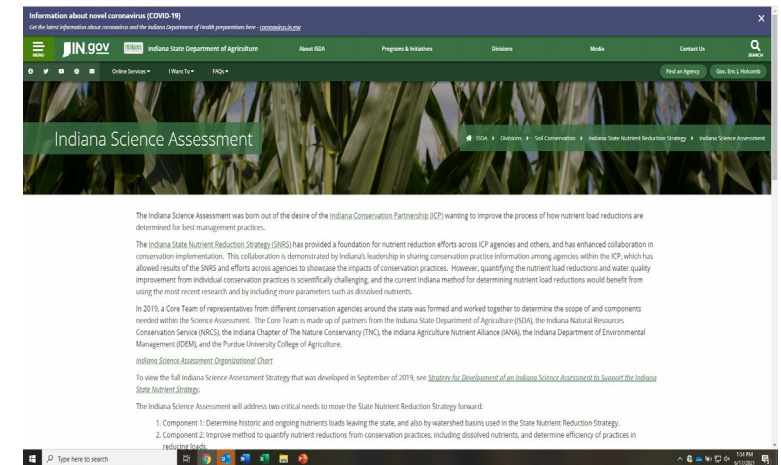 Information about novel coronavirus (COVID-19)
Get the latest information about coronavirus and the Indiana Department of Health preparations here - coronavirus.in.gov
X
MENU
IN.gov
Indiana State Department of Agriculture
About ISDA
Programs & Initiatives
Divisions
Media
Contact Us
SEARCH
Online Services
I Want To
FAQs
Find an Agency
Gov. Eric J. Holcomb
Indiana Science Assessment
ISDA > Divisions > Soil Conservation > Indiana State Nutrient Reduction Strategy > Indiana Science Assessment
The Indiana Science Assessment was born out of the desire of the Indiana Conservation Partnership (ICP) wanting to improve the process of how nutrient load reductions are
determined for best management practices.
The Indiana State Nutrient Reduction Strategy (SNRS) has provided a foundation for nutrient reduction efforts across ICP agencies and others, and has enhanced collaboration in
conservation implementation. This collaboration is demonstrated by Indiana's leadership in sharing conservation practice information among agencies within the ICP, which has
allowed results of the SNRS and efforts across agencies to showcase the impacts of conservation practices. However, quantifying the nutrient load reductions and water quality
improvement from individual conservation practices is scientifically challenging, and the current Indiana method for determining nutrient load reductions would benefit from
using the most recent research and by including more parameters such as dissolved nutrients.
In 2019, a Core Team of representatives from different conservation agencies around the state was formed and worked together to determine the scope of and components
needed within the Science Assessment. The Core Team is made up of partners from the Indiana State Department of Agriculture (ISDA), the Indiana Natural Resources
Conservation Service (NRCS), the Indiana Chapter of The Nature Conservancy (TNC), the Indiana Agriculture Nutrient Alliance (IANA), the Indiana Department of Environmental
Management (IDEM), and the Purdue University College of Agriculture.
Indiana Science Assessment Organizational Chart
To view the full Indiana Science Assessment Strategy that was developed in September of 2019, see Strategy for Development of an Indiana Science Assessment to Support the Indiana
State Nutrient Strategy.
The Indiana Science Assessment will address two critical needs to move the State Nutrient Reduction Strategy forward:
1. Component 1: Determine historic and ongoing nutrients loads leaving the state, and also by watershed basins used in the State Nutrient Reduction Strategy.
2. Component 2: Improve method to quantify nutrient reductions from conservation practices, including dissolved nutrients, and determine efficiency of practices in
reducing loads.
Type here to search
1:54 PM
6/17/2021